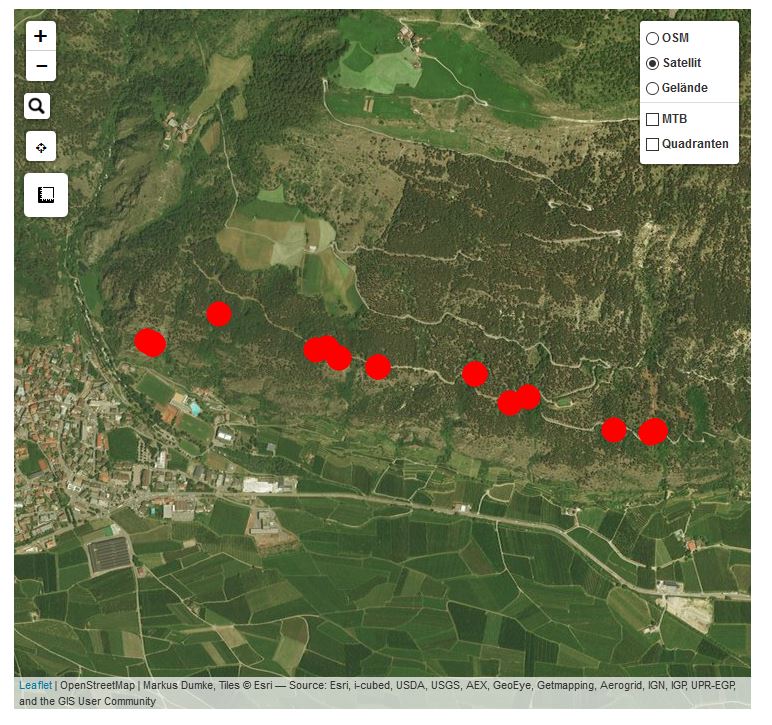 +
−
OSM
Satellit
Gelände
MTB
Quadranten
Leaflet | OpenStreetMap | Markus Dumke, Tiles © Esri — Source: Esri, i-cubed, USDA, USGS, AEX, GeoEye, Getmapping, Aerogrid, IGN, IGP, UPR-EGP,
and the GIS User Community